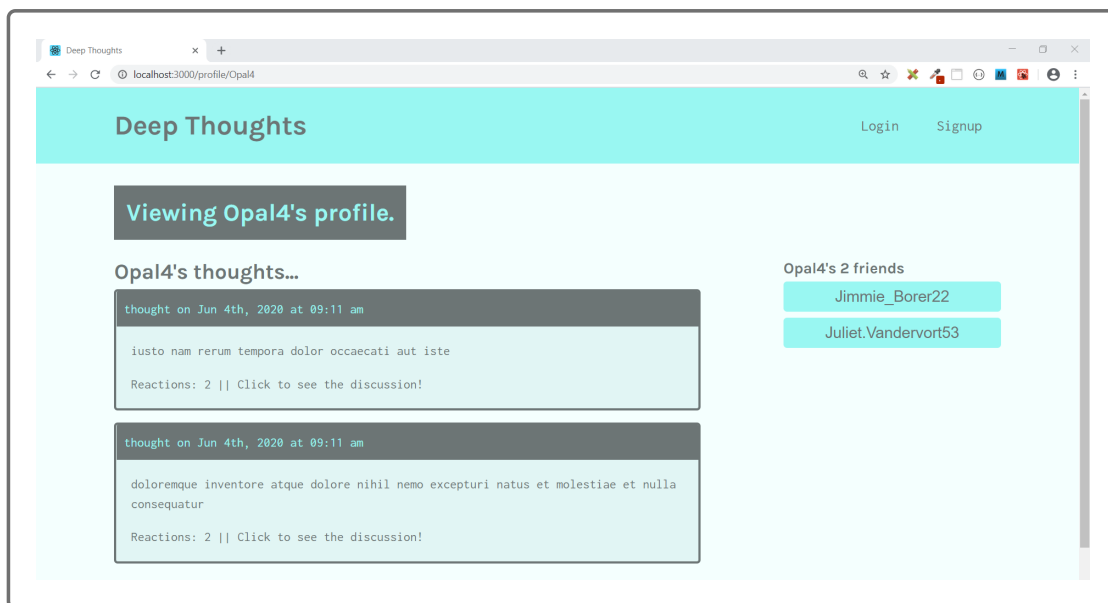 Deep Thoughts
localhost:3000/profile/Opal4
Deep Thoughts
Login
Signup
Viewing Opal4's profile.
Opal4's thoughts...
thought on Jun 4th, 2020 at 09:11 am
iusto nam rerum tempora dolor occaecati aut iste
Reactions: 2 || Click to see the discussion!
thought on Jun 4th, 2020 at 09:11 am
doloremque inventore atque dolore nihil nemo excepturi natus et molestiae et nulla
consequatur
Reactions: 2 || Click to see the discussion!
Opal4's 2 friends
Jimmie_Borer22
Juliet.Vandervort53